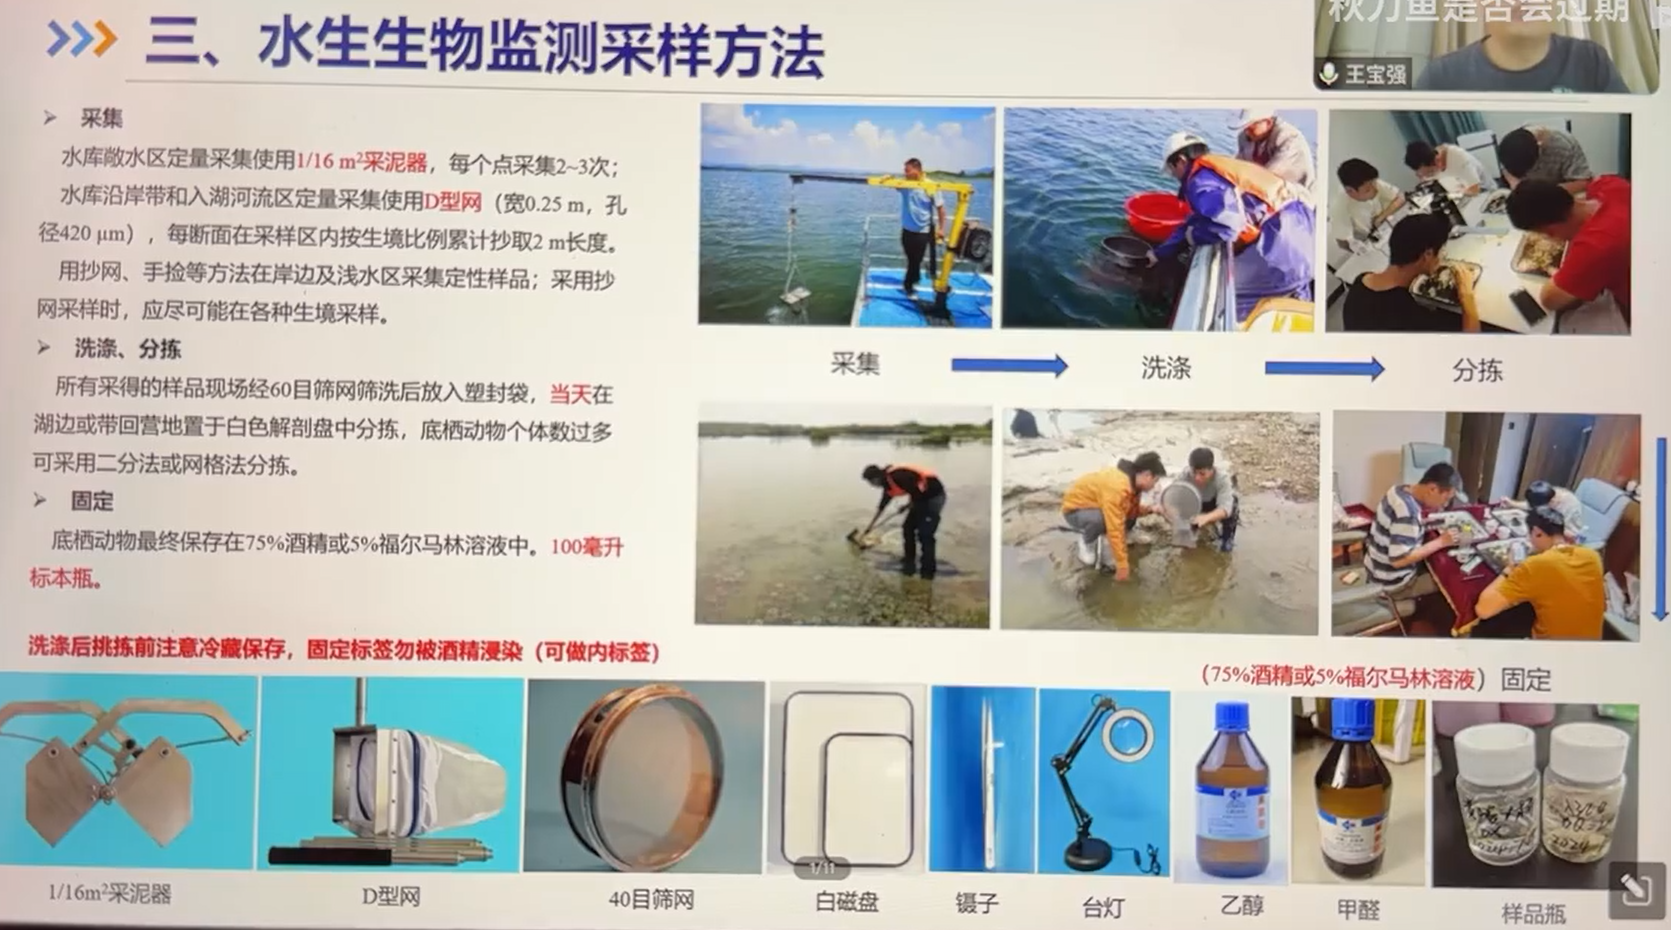 秋刀鱼是否会过期
王宝强
三、水生生物监测采样方法
➢ 采集
水库敞水区定量采集使用1/16 m²采泥器，每个点采集2~3次；
水库沿岸带和入湖河流区定量采集使用D型网（宽0.25 m，孔
径420 μm），每断面在采样区内按生境比例累计抄取2 m长度。
用抄网、手捡等方法在岸边及浅水区采集定性样品；采用抄
网采样时，应尽可能在各种生境采样。
➢ 洗涤、分拣
所有采得的样品现场经60目筛网筛洗后放入塑封袋，当天在
湖边或带回营地置于白色解剖盘中分拣，底栖动物个体数过多
可采用二分法或网格法分拣。
➢ 固定
底栖动物最终保存在75%酒精或5%福尔马林溶液中。100毫升
标本瓶。
洗涤后挑拣前注意冷藏保存，固定标签勿被酒精浸染（可做内标签）
采集
洗涤
分拣
（75%酒精或5%福尔马林溶液）固定
1/11
1/16m²采泥器
D型网
40目筛网
白磁盘
镊子
台灯
乙醇
甲醛
样品瓶